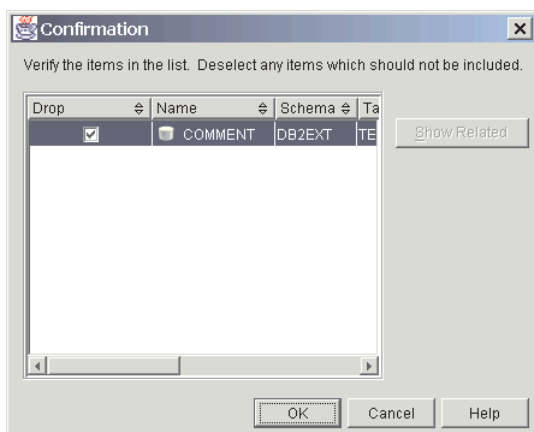 Confirmation
Verify the items in the list. Deselect any items which should not be included.
Drop Name Schema Ta
COMMENT DB2EXT TE
Show Related
OK Cancel Help